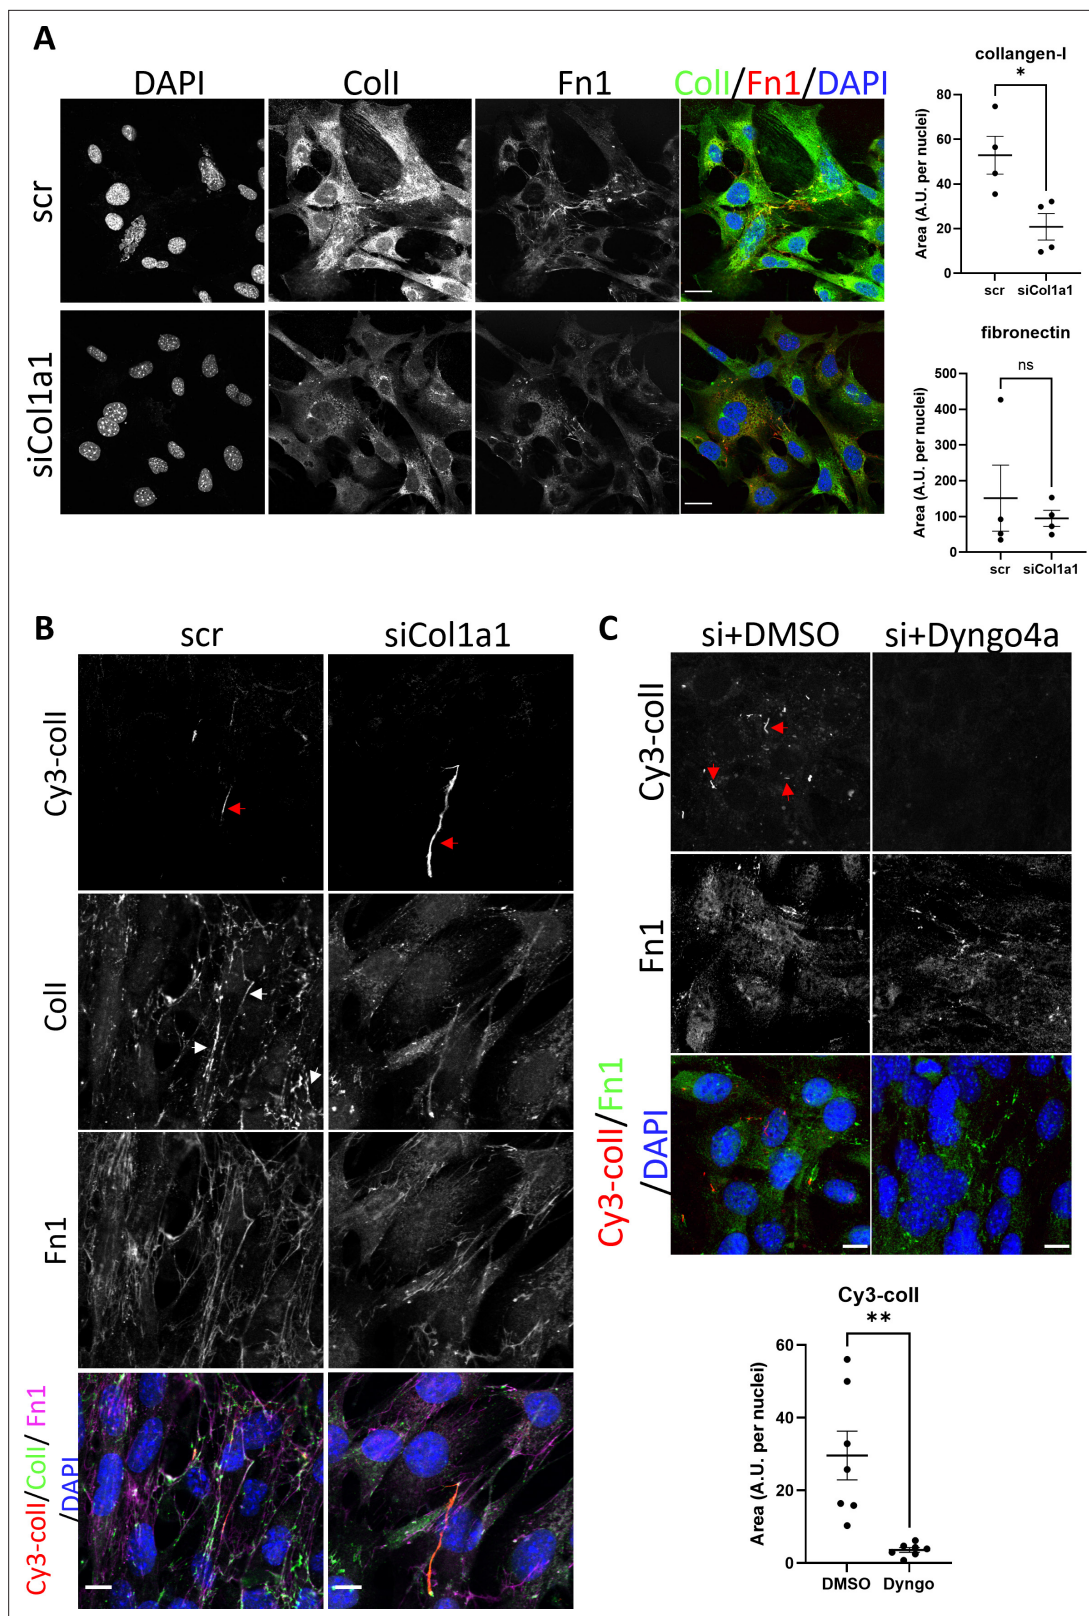 A
DAPI
ColI
Fn1
ColI/Fn1/DAPI
scr
siCol1a1
collangen-I
*
Area (A.U. per nuclei)
80
60
40
20
0
scr
siCol1a1
fibronectin
ns
Area (A.U. per nuclei)
500
400
300
200
100
0
scr
siCol1a1
B
scr
siCol1a1
Cy3-colI
ColI
Fn1
Cy3-colI/ColI/ Fn1
/DAPI
C
si+DMSO
si+Dyngo4a
Cy3-colI
Fn1
Cy3-colI/Fn1
/DAPI
Cy3-colI
**
Area (A.U. per nuclei)
60
40
20
0
DMSO
Dyngo